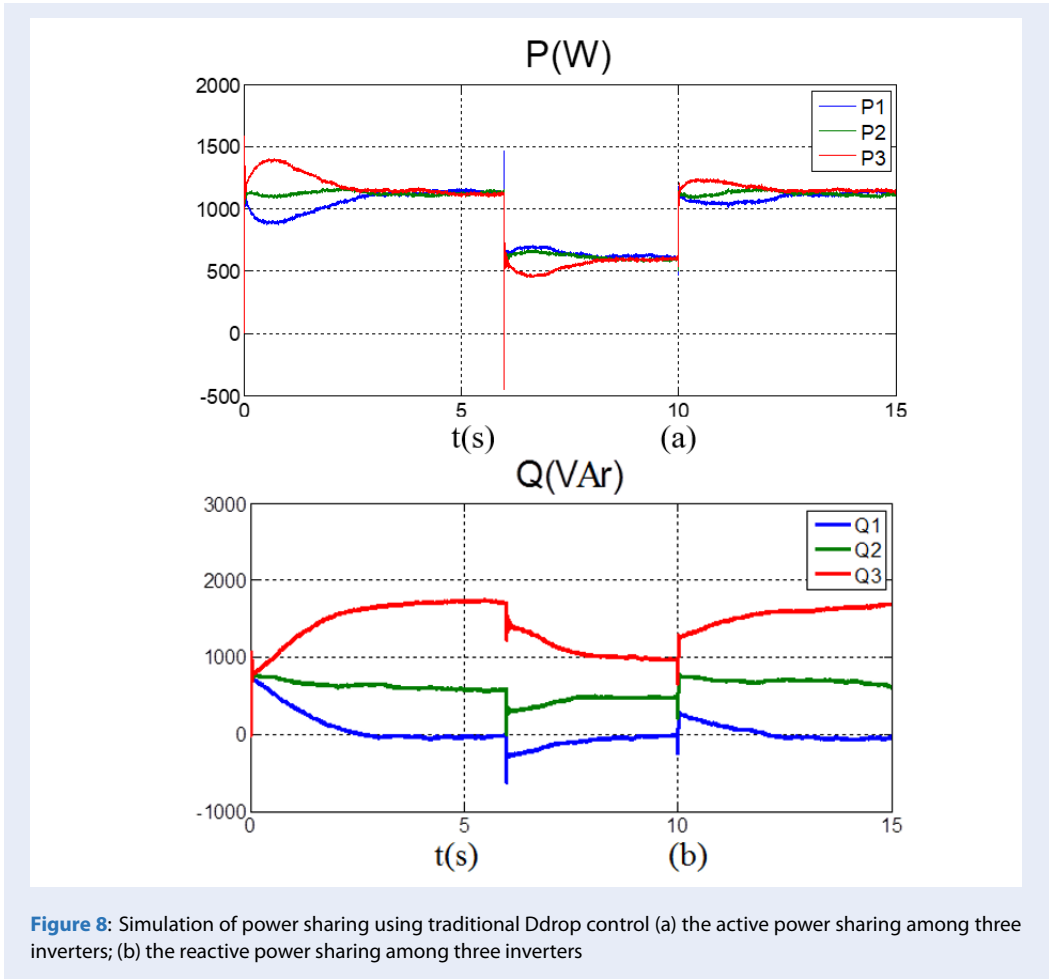 P(W)
2000
1500
1000
500
0
-500
P1
P2
P3
0
5
10
15
t(s)
(a)
Q(VAr)
3000
2000
1000
0
-1000
Q1
Q2
Q3
0
5
10
15
t(s)
(b)
Figure 8: Simulation of power sharing using traditional Ddrop control (a) the active power sharing among three
inverters; (b) the reactive power sharing among three inverters